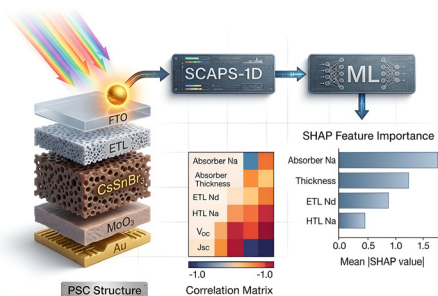 SCAPS-1D
ML
FTO
ETL
CsSnBr₃
MoO₃
Au
PSC Structure
Absorber Na
Absorber
Thickness
ETL Nd
HTL Na
Voc
Jsc
-1.0
-1.0
Correlation Matrix
SHAP Feature Importance
Absorber Na
Thickness
ETL Nd
HTL Na
0.0
0.5
1.0
1.5
Mean |SHAP value|